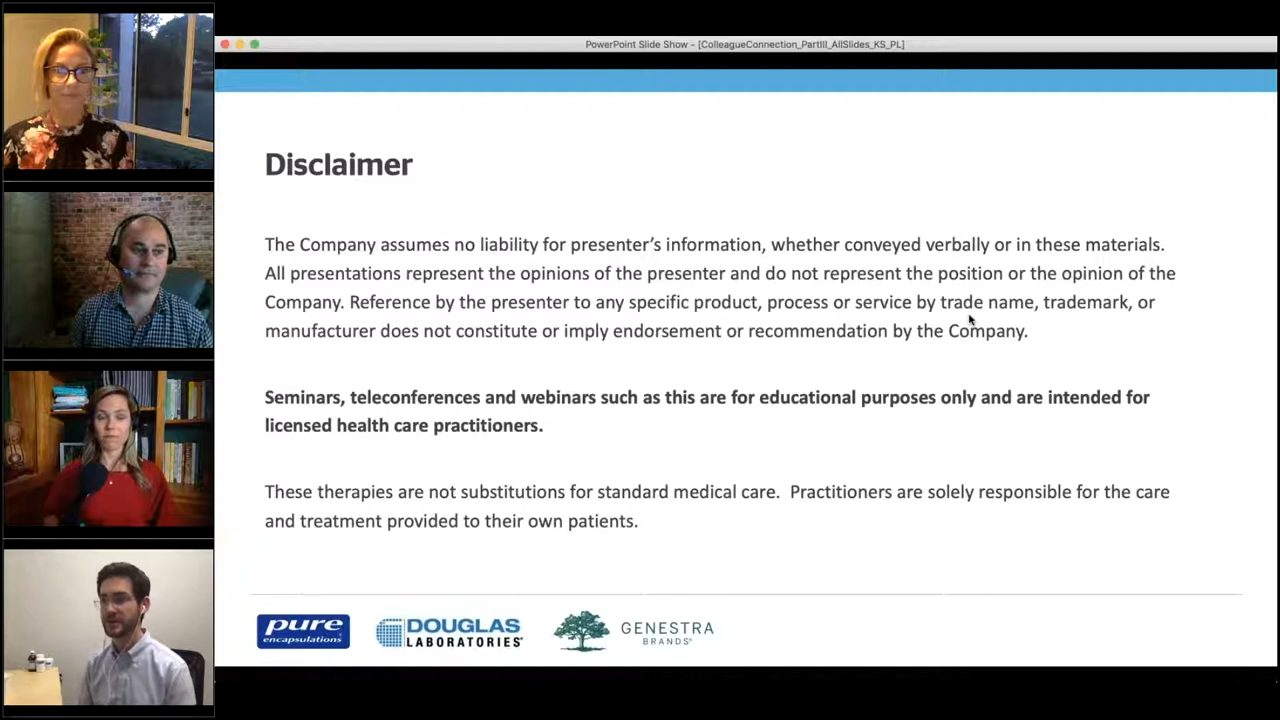 PowerPoint Slide Show - [ColleagueConnection_PartIII_AllSlides_KS_PL]
Disclaimer
The Company assumes no liability for presenter's information, whether conveyed verbally or in these materials.
All presentations represent the opinions of the presenter and do not represent the position or the opinion of the
Company. Reference by the presenter to any specific product, process or service by trade name, trademark, or
manufacturer does not constitute or imply endorsement or recommendation by the Company.
Seminars, teleconferences and webinars such as this are for educational purposes only and are intended for
licensed health care practitioners.
These therapies are not substitutions for standard medical care.  Practitioners are solely responsible for the care
and treatment provided to their own patients.
pure
encapsulations®
DOUGLAS
LABORATORIES®
GENESTRA
BRANDS®